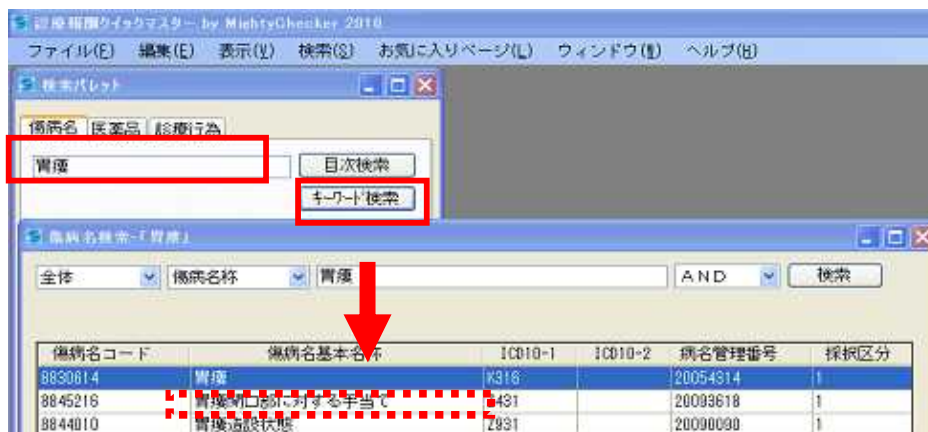 診療報酬クイックマスター by MightyChecker 2010
ファイル(F) 編集(E) 表示(V) 検索(S) お気に入りページ(L) ウィンドウ(W) ヘルプ(H)
検索パレット
傷病名 医薬品 診療行為
胃瘻 目次検索
キーワード検索
傷病名検索-「胃瘻」
全体 傷病名称 胃瘻 AND 検索
傷病名コード 傷病名基本名称 ICD10-1 ICD10-2 病名管理番号 採択区分
8830614 胃瘻 K316 20054314 1
8845216 胃瘻開口部に対する手当て Z431 20093618 1
8844010 胃瘻造設状態 Z931 20090090 1